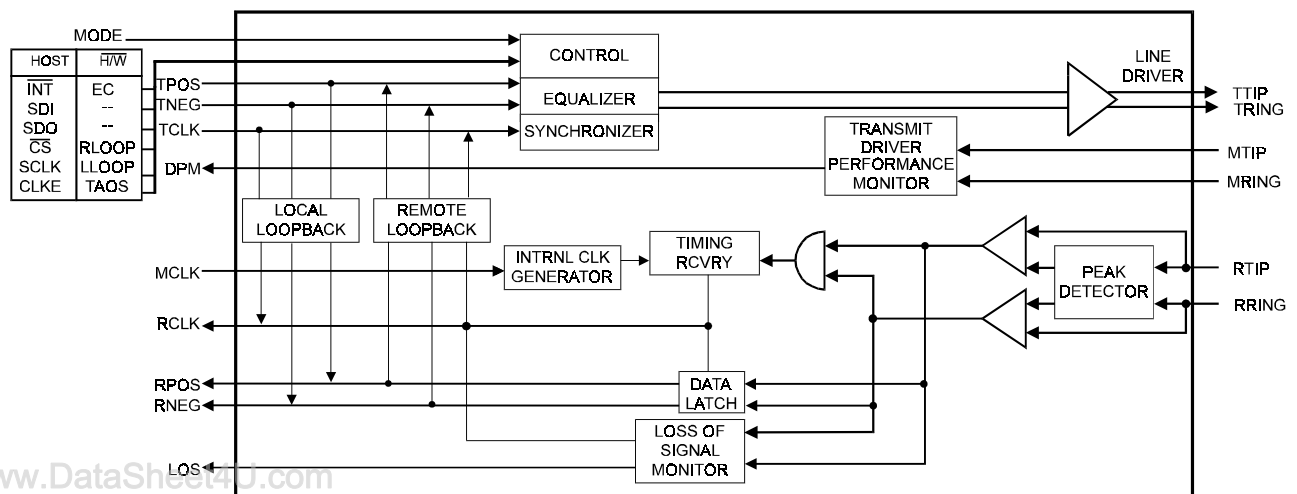 MODE
HOST H/W
INT EC
SDI --
SDO --
CS RLOOP
SCLK LLOOP
CLKE TAOS
TPOS
TNEG
TCLK
DPM
CONTROL
EQUALIZER
SYNCHRONIZER
LINE
DRIVER
TTIP
TRING
TRANSMIT
DRIVER
PERFORMANCE
MONITOR
MTIP
MRING
LOCAL
LOOPBACK
REMOTE
LOOPBACK
MCLK
INTRNL CLK
GENERATOR
TIMING
RCVRY
PEAK
DETECTOR
RTIP
RRING
RCLK
RPOS
RNEG
DATA
LATCH
LOSS OF
SIGNAL
MONITOR
LOS
ww.DataSheet4U.com